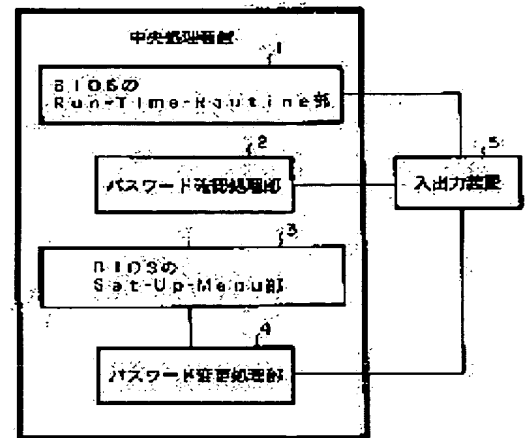 中央処理装置
1
BIOSの
Run-Time-Routine部
2
パスワード確認処理部
5
入出力装置
3
BIOSの
Set-Up-Menu部
4
パスワード変更処理部